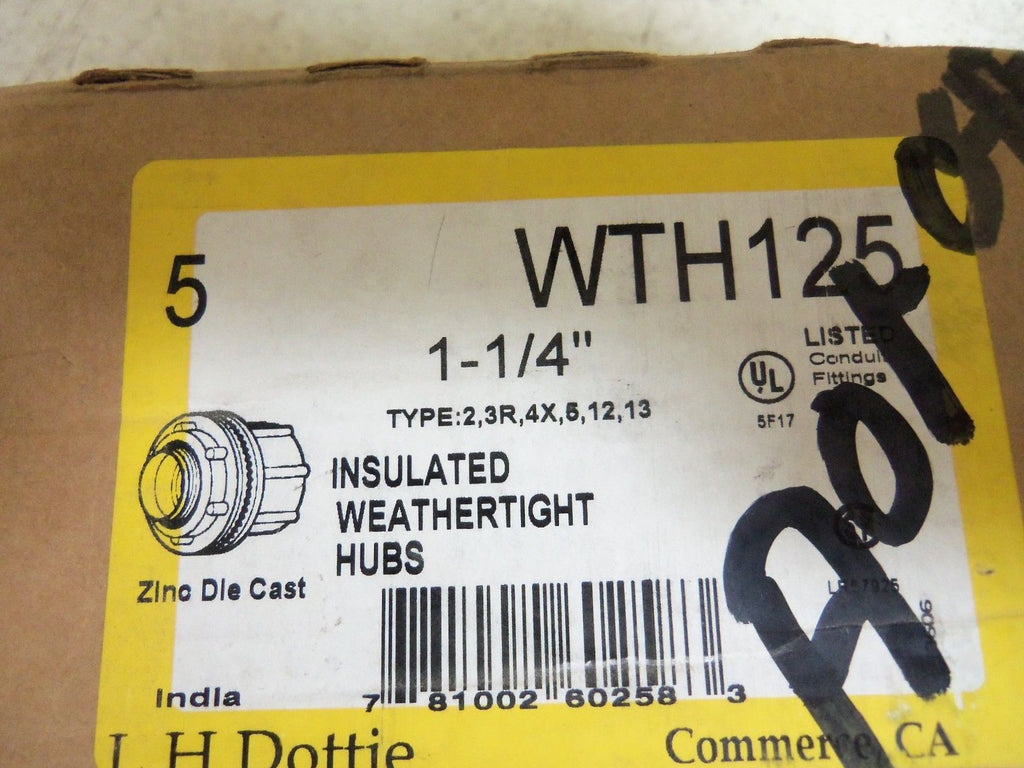 5 WTH125
1-1/4"
LISTED
Conduit
Fittings
UL
5F17
TYPE:2,3R,4X,5,12,13
INSULATED
WEATHERTIGHT
HUBS
Zinc Die Cast
India
7 81002 60258 3
L H Dottie
Commerce, CA